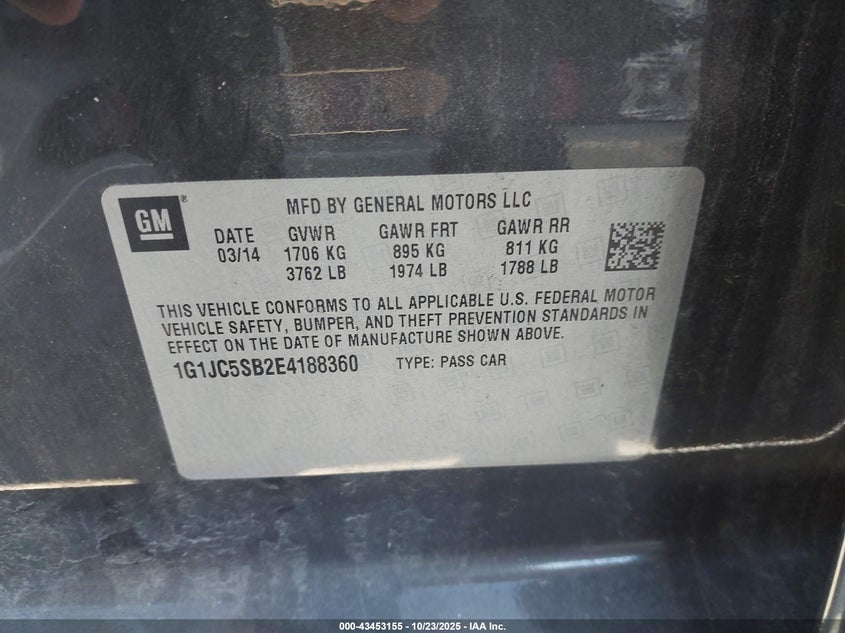 GM®
MFD BY GENERAL MOTORS LLC
DATE GVWR GAWR FRT GAWR RR
03/14 1706 KG 895 KG 811 KG
3762 LB 1974 LB 1788 LB
THIS VEHICLE CONFORMS TO ALL APPLICABLE U.S. FEDERAL MOTOR
VEHICLE SAFETY, BUMPER, AND THEFT PREVENTION STANDARDS IN
EFFECT ON THE DATE OF MANUFACTURE SHOWN ABOVE.
1G1JC5SB2E4188360 TYPE: PASS CAR
000-43453155 - 10/23/2025 - IAA Inc.